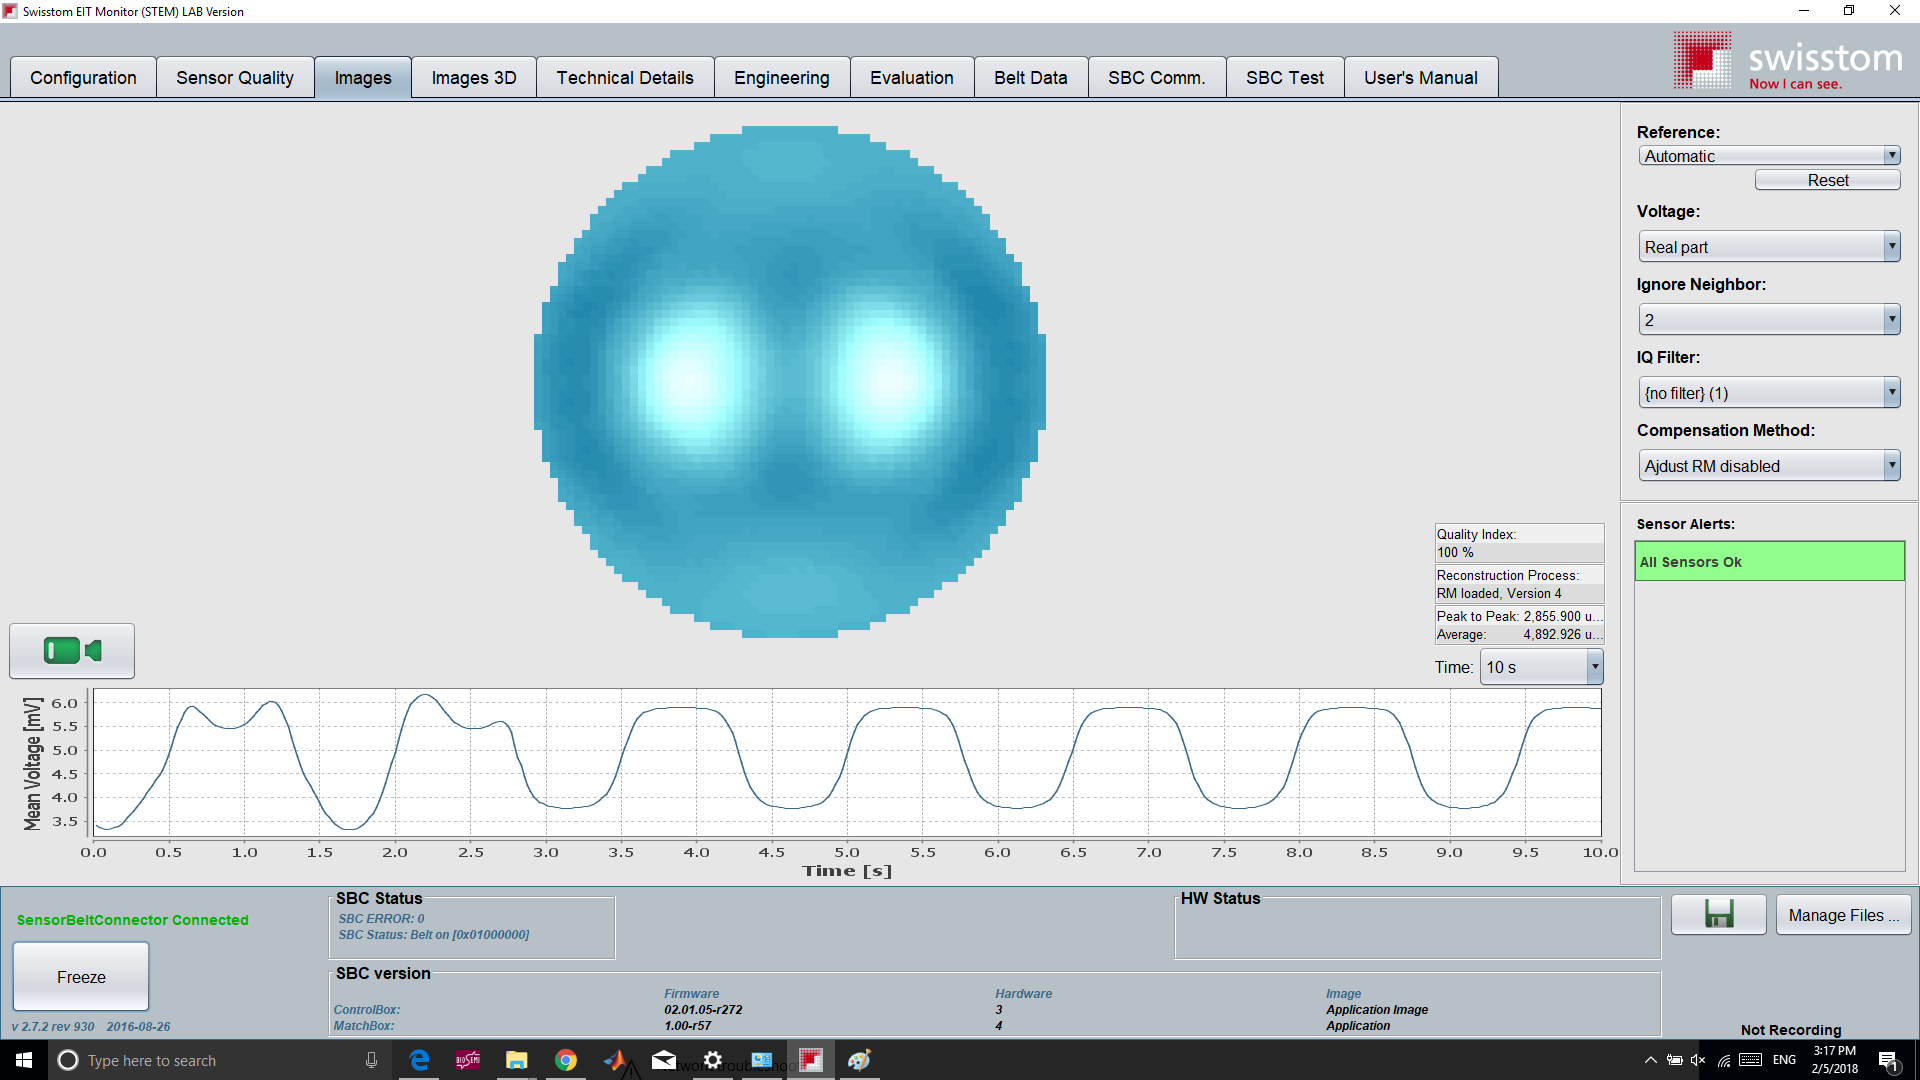 Swisstom EIT Monitor (STEM) LAB Version
Configuration
Sensor Quality
Images
Images 3D
Technical Details
Engineering
Evaluation
Belt Data
SBC Comm.
SBC Test
User's Manual
swisstom
Now I can see.
Reference:
Automatic
Reset
Voltage:
Real part
Ignore Neighbor:
2
IQ Filter:
{no filter} (1)
Compensation Method:
Ajdust RM disabled
Sensor Alerts:
All Sensors Ok
Quality Index:
100 %
Reconstruction Process:
RM loaded, Version 4
Peak to Peak: 2,855.900 u...
Average: 4,892.926 u...
Time: 10 s
Mean Voltage [mV]
6.0
5.5
5.0
4.5
4.0
3.5
0.0 0.5 1.0 1.5 2.0 2.5 3.0 3.5 4.0 4.5 5.0 5.5 6.0 6.5 7.0 7.5 8.0 8.5 9.0 9.5 10.0
Time [s]
SensorBeltConnector Connected
Freeze
v 2.7.2 rev 930 2016-08-26
SBC Status
SBC ERROR: 0
SBC Status: Belt on [0x01000000]
HW Status
SBC version
Firmware Hardware Image
ControlBox: 02.01.05-r272 3 Application Image
MatchBox: 1.00-r57 4 Application
Manage Files ...
Not Recording
Type here to search
BIOSEMI
ENG
3:17 PM
2/5/2018
1